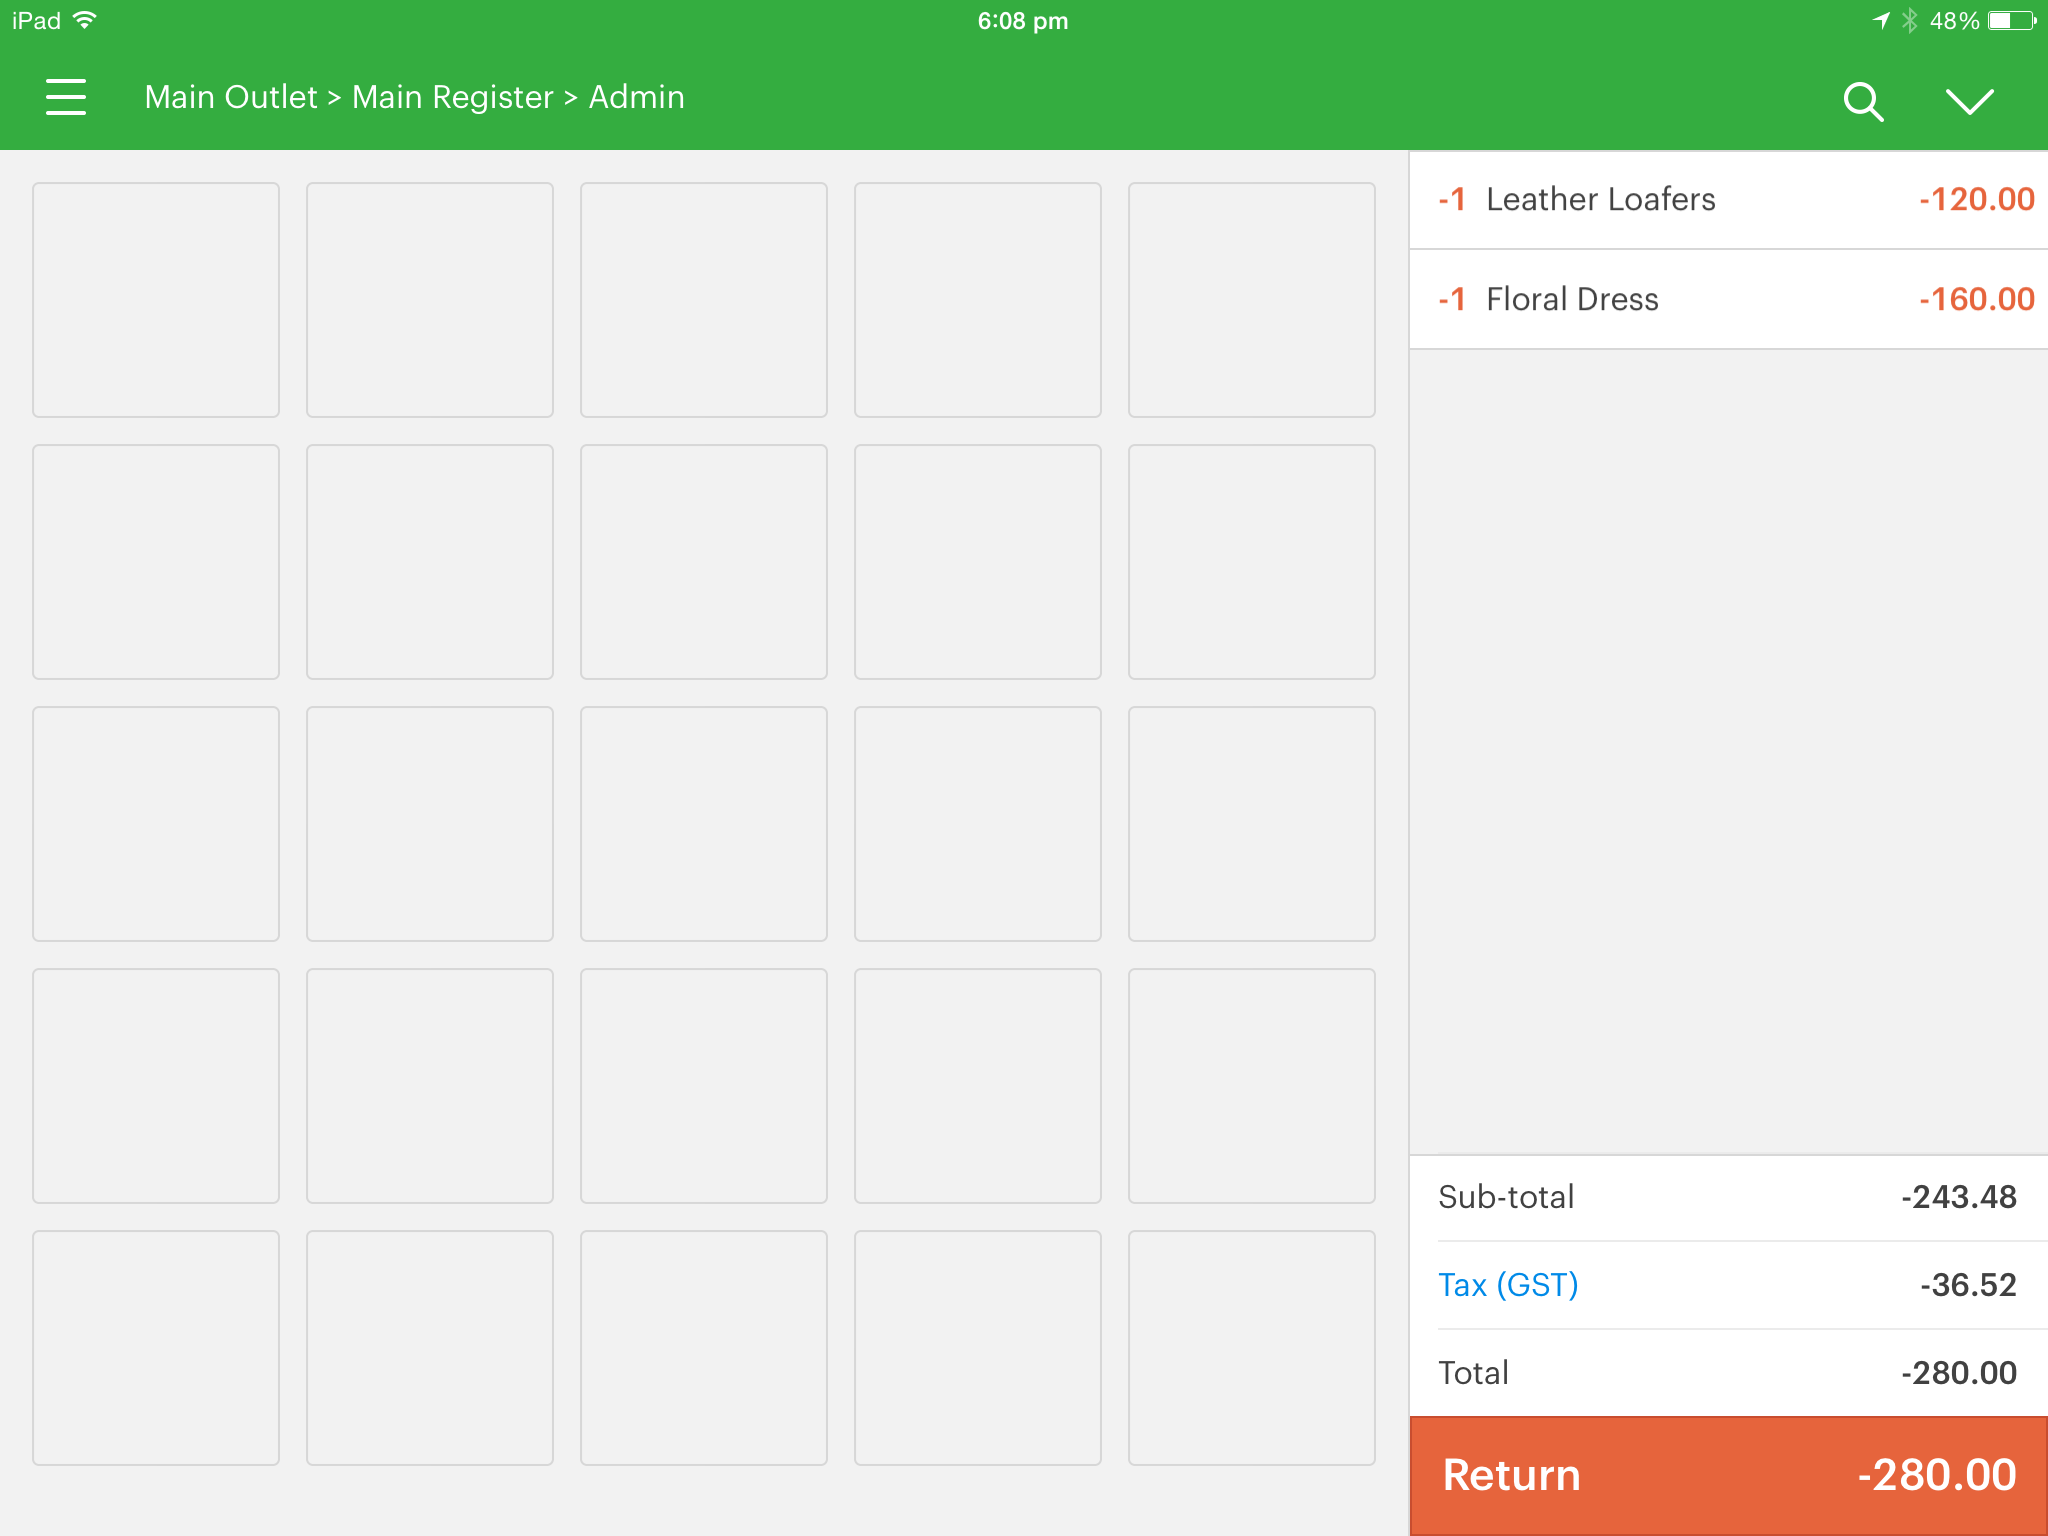 iPad 6:08 pm 48%
Main Outlet > Main Register > Admin
-1 Leather Loafers -120.00
-1 Floral Dress -160.00
Sub-total -243.48
Tax (GST) -36.52
Total -280.00
Return -280.00